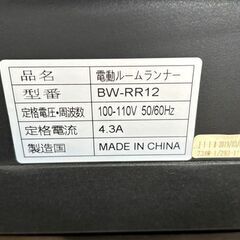 品名 電動ルームランナー
型番 BW-RR12
定格電圧・周波数 100-110V 50/60Hz
定格電流 4.3A
製造国 MADE IN CHINA